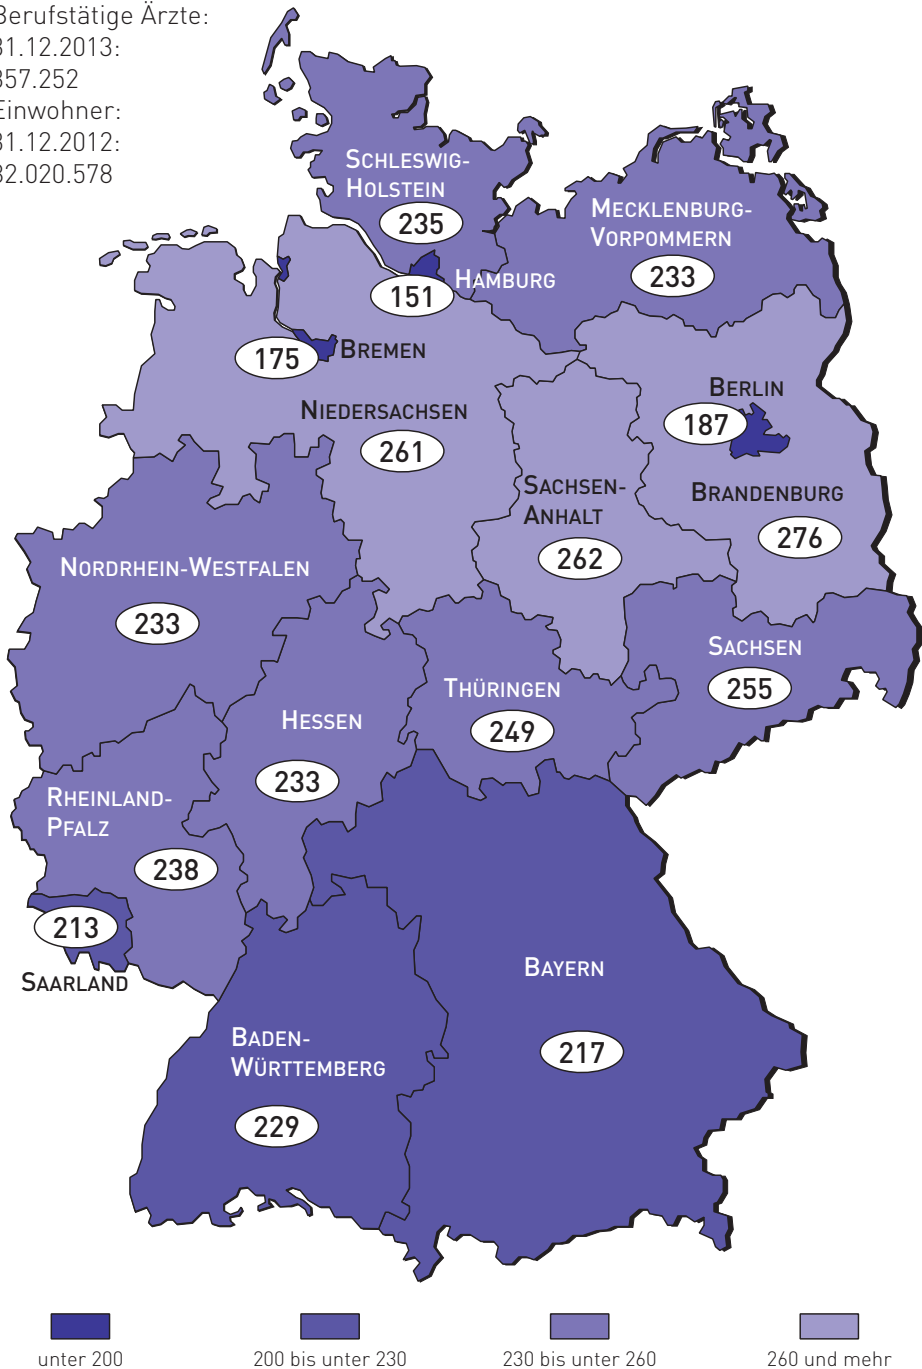 Berufstätige Ärzte:
31.12.2013:
357.252
Einwohner:
31.12.2012:
82.020.578
SCHLESWIG-
HOLSTEIN
235
MECKLENBURG-
VORPOMMERN
233
HAMBURG
151
BREMEN
175
BERLIN
187
NIEDERSACHSEN
261
SACHSEN-
ANHALT
262
BRANDENBURG
276
NORDRHEIN-WESTFALEN
233
SACHSEN
255
THÜRINGEN
249
HESSEN
233
RHEINLAND-
PFALZ
238
213
SAARLAND
BAYERN
217
BADEN-
WÜRTTEMBERG
229
unter 200
200 bis unter 230
230 bis unter 260
260 und mehr